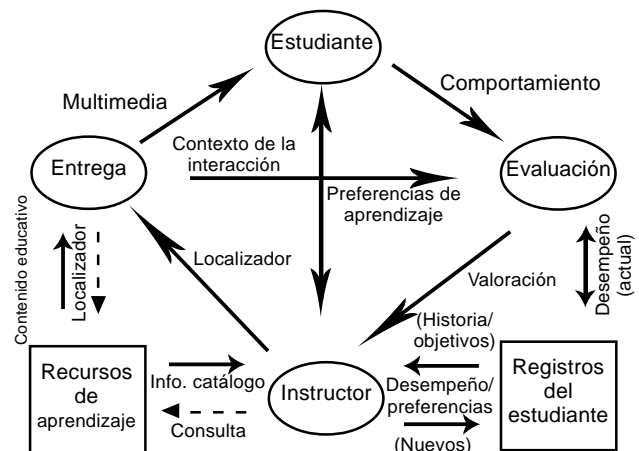 Estudiante
Multimedia
Comportamiento
Entrega
Contexto de la
interacción
Evaluación
Preferencias de
aprendizaje
Contenido educativo
Localizador
Localizador
Valoración
Desempeño
(actual)
(Historia/
objetivos)
Recursos
de
aprendizaje
Info. catálogo
Consulta
Instructor
Desempeño/
preferencias
(Nuevos)
Registros
del
estudiante